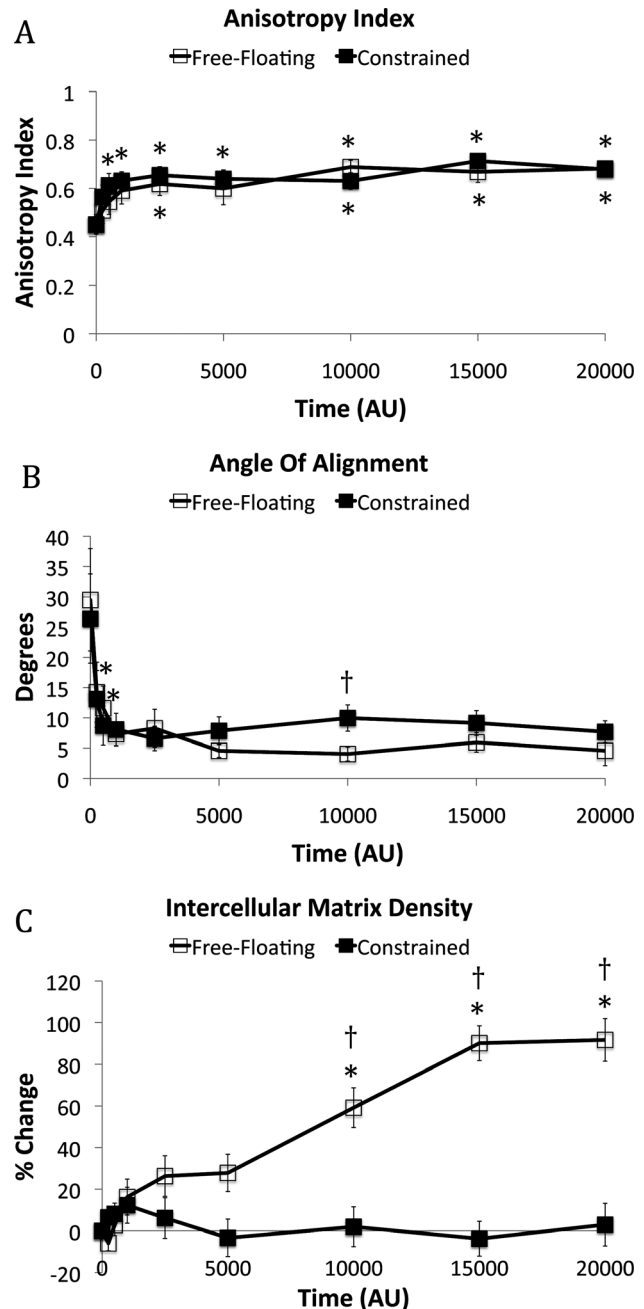 A
Anisotropy Index
Free-Floating Constrained
Anisotropy Index
1
0.8
0.6
0.4
0.2
0
* * * * * * *
* * * *
0 5000 10000 15000 20000
Time (AU)
B
Angle Of Alignment
Free-Floating Constrained
Degrees
40
35
30
25
20
15
10
5
0
*
*
†
0 5000 10000 15000 20000
Time (AU)
C
Intercellular Matrix Density
Free-Floating Constrained
% Change
120
100
80
60
40
20
0
-20
† † †
* * *
0 5000 10000 15000 20000
Time (AU)